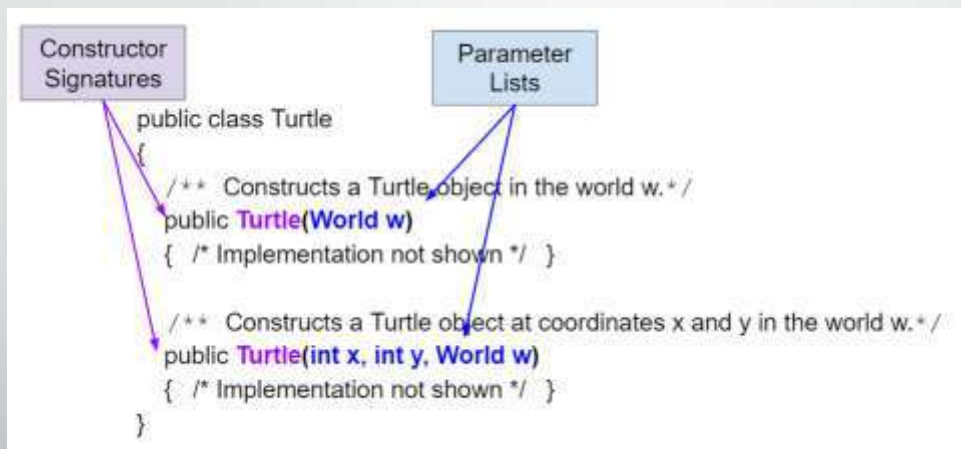 Constructor
Signatures
Parameter
Lists
public class Turtle
{
/** Constructs a Turtle object in the world w.*/
public Turtle(World w)
{ /* Implementation not shown */ }
/** Constructs a Turtle object at coordinates x and y in the world w.*/
public Turtle(int x, int y, World w)
{ /* Implementation not shown */ }
}